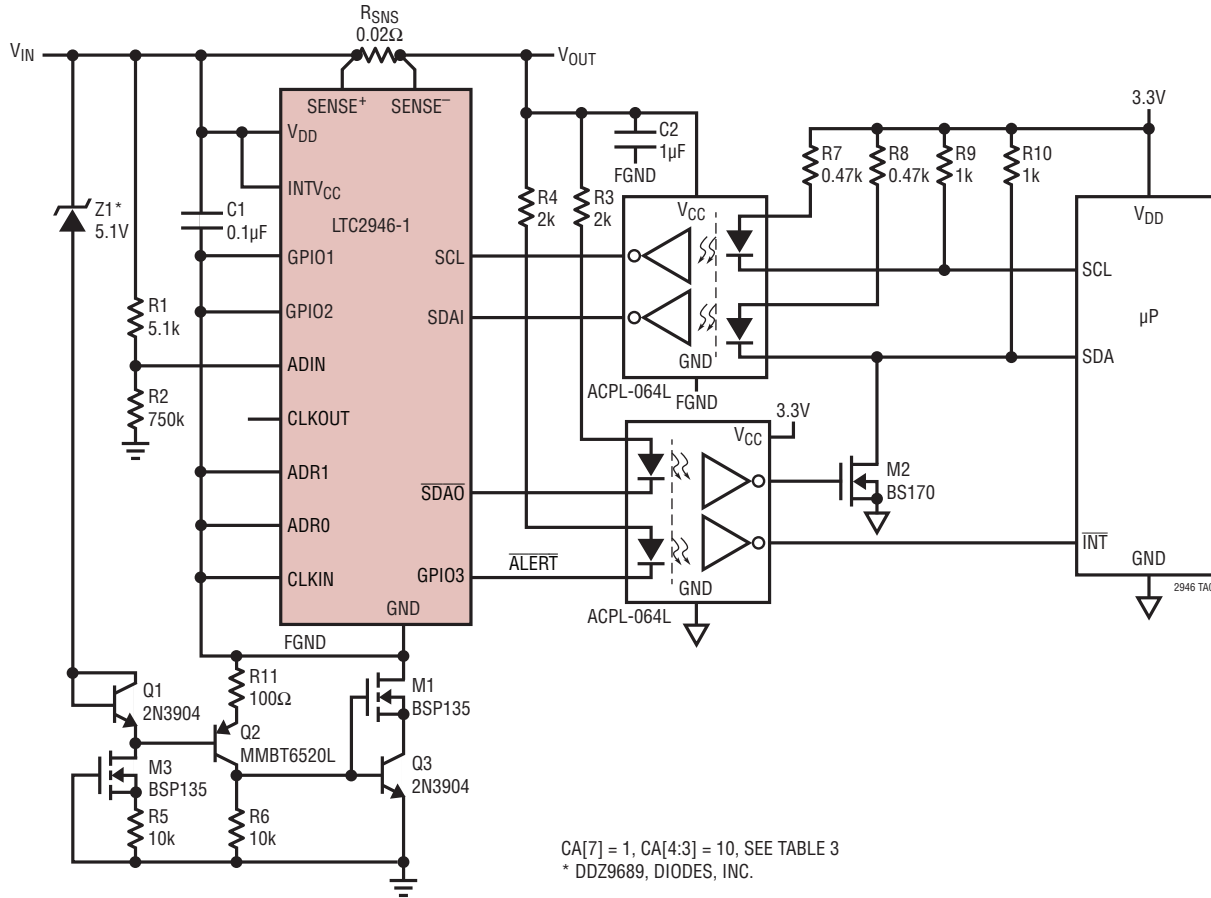 RSNS
0.02Ω
VIN
VOUT
SENSE+
SENSE–
VDD
INTVCC
C1
0.1µF
LTC2946-1
GPIO1
GPIO2
ADIN
CLKOUT
ADR1
ADR0
CLKIN
SCL
SDAI
SDAO
GPIO3
GND
ALERT
FGND
Z1*
5.1V
R1
5.1k
R2
750k
C2
1µF
FGND
R4
2k
R3
2k
VCC
GND
ACPL-064L
FGND
3.3V
R7
0.47k
R8
0.47k
R9
1k
R10
1k
VDD
SCL
µP
SDA
INT
GND
2946 TA0
3.3V
VCC
GND
ACPL-064L
M2
BS170
Q1
2N3904
R11
100Ω
Q2
MMBT6520L
M1
BSP135
Q3
2N3904
M3
BSP135
R5
10k
R6
10k
CA[7] = 1, CA[4:3] = 10, SEE TABLE 3
* DDZ9689, DIODES, INC.